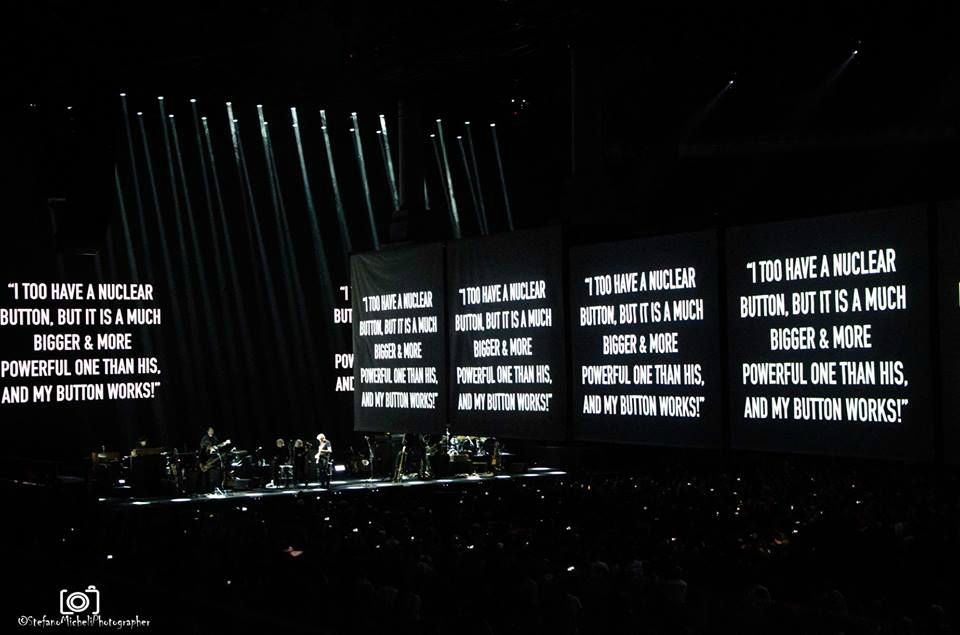 "I TOO HAVE A NUCLEAR
BUTTON, BUT IT IS A MUCH
BIGGER & MORE
POWERFUL ONE THAN HIS,
AND MY BUTTON WORKS!"
"I
BUT
POW
AND
"I TOO HAVE A NUCLEAR
BUTTON, BUT IT IS A MUCH
BIGGER & MORE
POWERFUL ONE THAN HIS,
AND MY BUTTON WORKS!"
"I TOO HAVE A NUCLEAR
BUTTON, BUT IT IS A MUCH
BIGGER & MORE
POWERFUL ONE THAN HIS,
AND MY BUTTON WORKS!"
"I TOO HAVE A NUCLEAR
BUTTON, BUT IT IS A MUCH
BIGGER & MORE
POWERFUL ONE THAN HIS,
AND MY BUTTON WORKS!"
"I TOO HAVE A NUCLEAR
BUTTON, BUT IT IS A MUCH
BIGGER & MORE
POWERFUL ONE THAN HIS,
AND MY BUTTON WORKS!"
©StefanoMicheliPhotographer